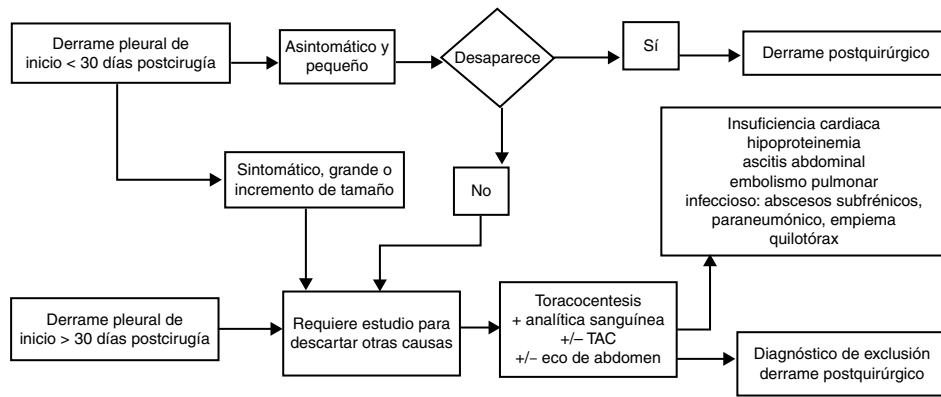 Derrame pleural de
inicio < 30 días postcirugía
Asintomático y
pequeño
Desaparece
Sí
Derrame postquirúrgico
Sintomático, grande o
incremento de tamaño
No
Insuficiencia cardiaca
hipoproteinemia
ascitis abdominal
embolismo pulmonar
infeccioso: abscesos subfrénicos,
paraneumónico, empiema
quilotórax
Derrame pleural de
inicio > 30 días postcirugía
Requiere estudio para
descartar otras causas
Toracocentesis
+ analítica sanguínea
+/– TAC
+/– eco de abdomen
Diagnóstico de exclusión
derrame postquirúrgico